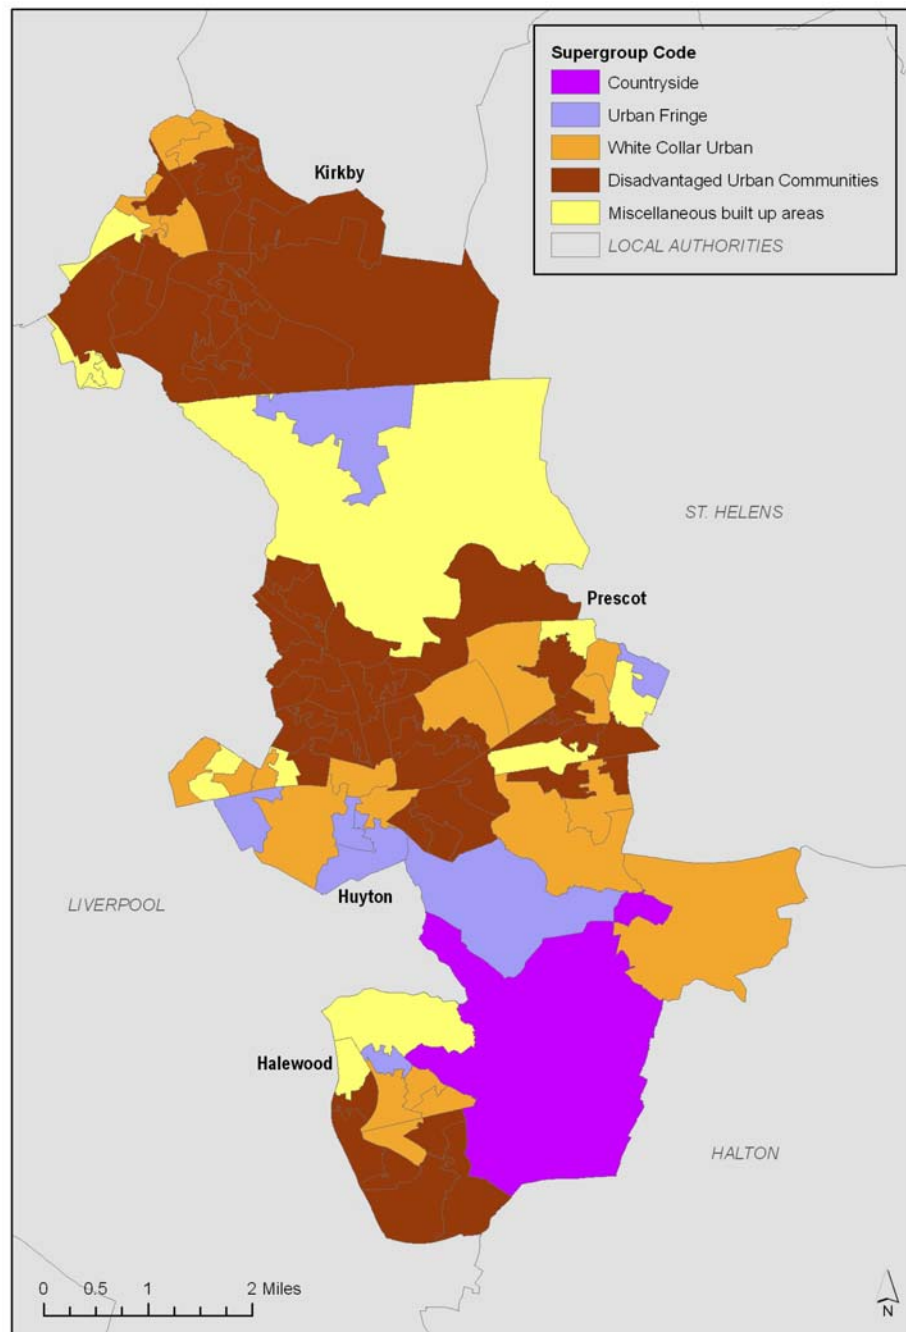 Supergroup Code
Countryside
Urban Fringe
White Collar Urban
Disadvantaged Urban Communities
Miscellaneous built up areas
LOCAL AUTHORITIES
Kirkby
ST. HELENS
Prescot
LIVERPOOL
Huyton
Halewood
HALTON
0 0.5 1 2 Miles
N